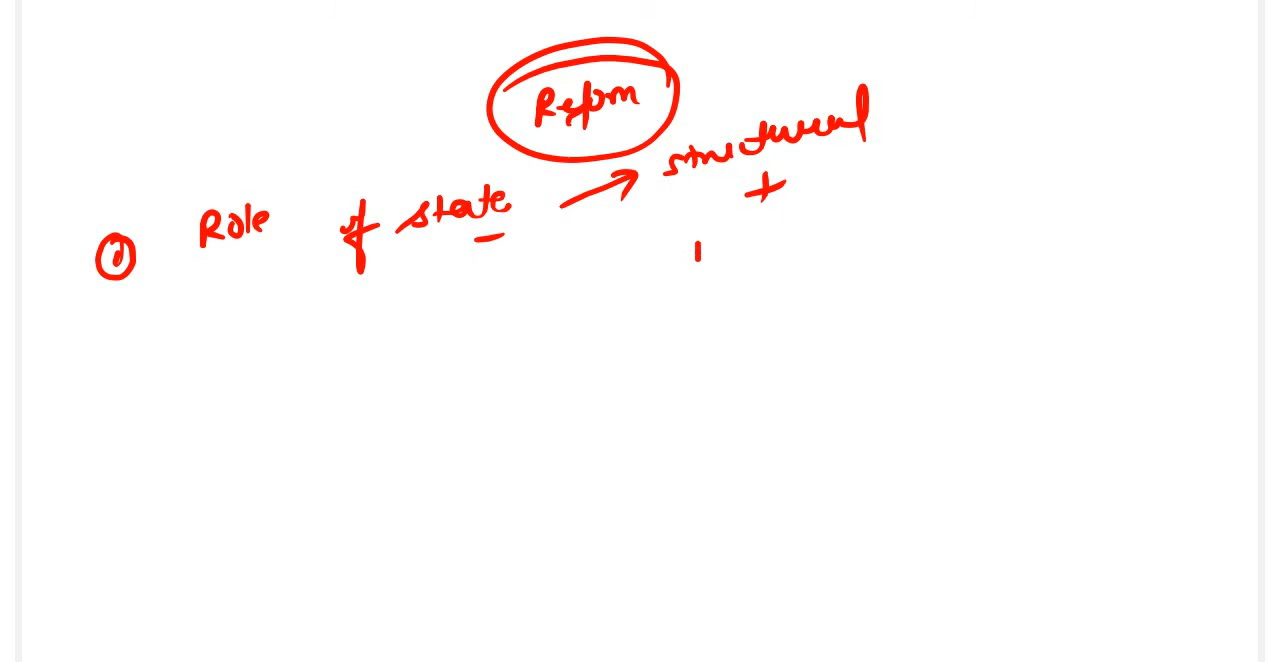 Reform
① Role of state → structural
+